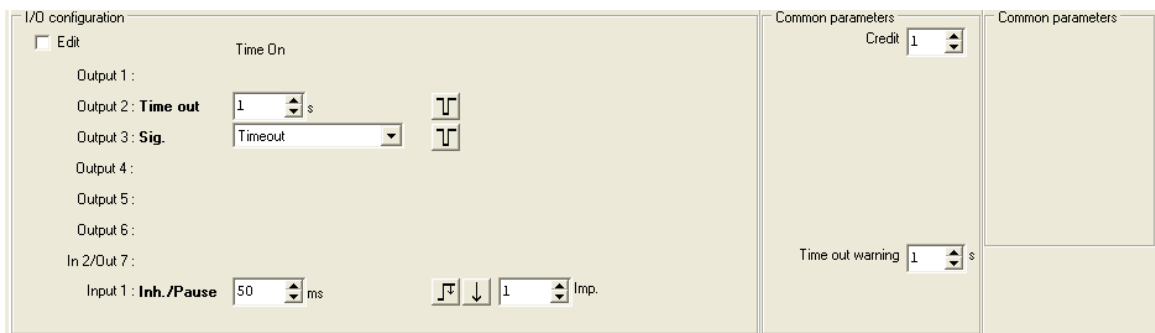 I/O configuration
Edit
Time On
Output 1 :
Output 2 : Time out 1 s
Output 3 : Sig. Timeout
Output 4 :
Output 5 :
Output 6 :
In 2/Out 7 :
Input 1 : Inh./Pause 50 ms 1 Imp.
Common parameters
Credit 1
Time out warning 1 s
Common parameters